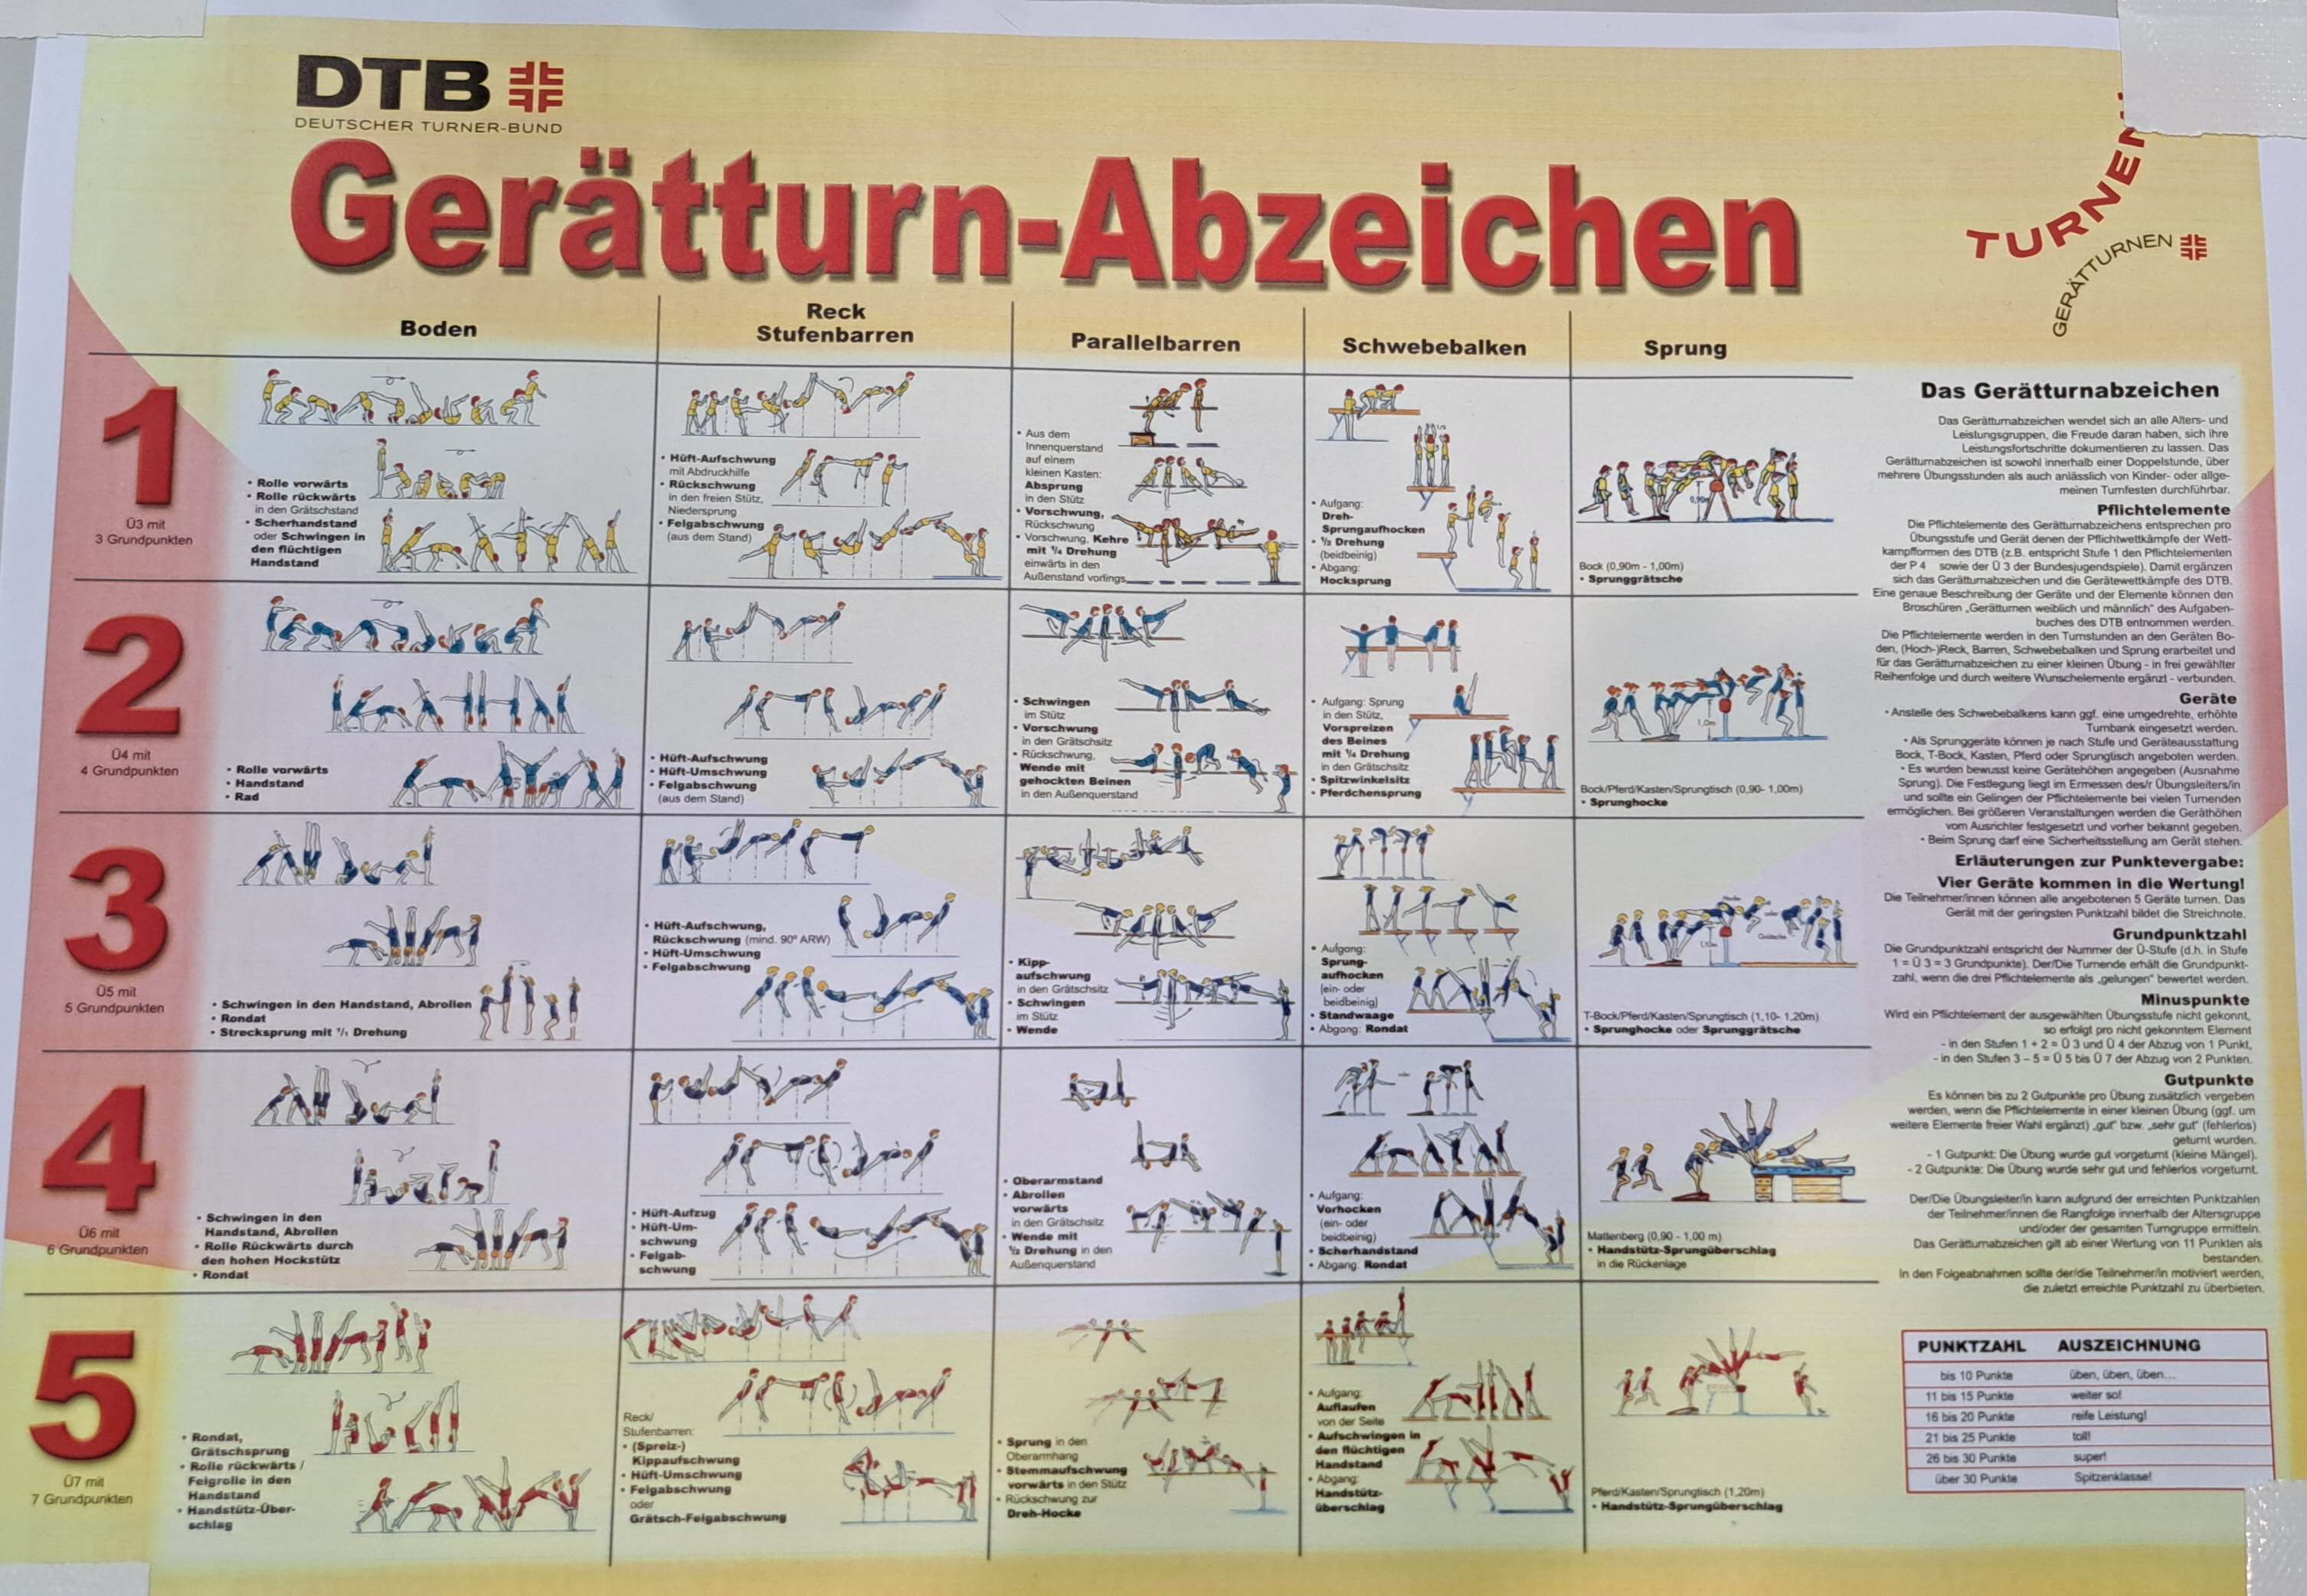 DTB
DEUTSCHER TURNER-BUND
Gerätturn-Abzeichen
TURNEN
GERÄTTURNEN
Boden
Reck
Stufenbarren
Parallelbarren
Schwebebalken
Sprung
1
Ü3 mit
3 Grundpunkten
• Rolle vorwärts
• Rolle rückwärts
in den Grätschstand
• Scherhandstand
oder Schwingen in
den flüchtigen
Handstand
• Hüft-Aufschwung
mit Abdruckhilfe
• Rückschwung
in den freien Stütz,
Niedersprung
• Felgabschwung
(aus dem Stand)
• Aus dem
Innenquerstand
auf einem
kleinen Kasten:
Absprung
in den Stütz
• Vorschwung,
Rückschwung
• Vorschwung, Kehre
mit ¼ Drehung
einwärts in den
Außenstand vorlings
• Aufgang:
Dreh-
Sprungaufhocken
• ½ Drehung
(beidbeinig)
• Abgang:
Hocksprung
0,90m
Bock (0,90m - 1,00m)
• Sprunggrätsche
2
Ü4 mit
4 Grundpunkten
• Rolle vorwärts
• Handstand
• Rad
• Hüft-Aufschwung
• Hüft-Umschwung
• Felgabschwung
(aus dem Stand)
• Schwingen
im Stütz
• Vorschwung
in den Grätschsitz
• Rückschwung,
Wende mit
gehockten Beinen
in den Außenquerstand
• Aufgang: Sprung
in den Stütz,
Vorspreizen
des Beines
mit ¼ Drehung
in den Grätschsitz
• Spitzwinkelsitz
• Pferdchensprung
1,0m
Bock/Pferd/Kasten/Sprungtisch (0,90- 1,00m)
• Sprunghocke
3
Ü5 mit
5 Grundpunkten
• Schwingen in den Handstand, Abrollen
• Rondat
• Strecksprung mit ¹/₁ Drehung
• Hüft-Aufschwung,
Rückschwung (mind. 90° ARW)
• Hüft-Umschwung
• Felgabschwung
• Kipp-
aufschwung
in den Grätschsitz
• Schwingen
im Stütz
• Wende
• Aufgang:
Sprung-
aufhocken
(ein- oder
beidbeinig)
• Standwaage
• Abgang: Rondat
Hocke
oder
Grätsche
T-Bock/Pferd/Kasten/Sprungtisch (1,10- 1,20m)
• Sprunghocke oder Sprunggrätsche
4
Ü6 mit
6 Grundpunkten
• Schwingen in den
Handstand, Abrollen
• Rolle Rückwärts durch
den hohen Hockstütz
• Rondat
• Hüft-Aufzug
• Hüft-Um-
schwung
• Felgab-
schwung
• Oberarmstand
• Abrollen
vorwärts
in den Grätschsitz
• Wende mit
½ Drehung in den
Außenquerstand
oder
• Aufgang:
Vorhocken
(ein- oder
beidbeinig)
• Scherhandstand
• Abgang: Rondat
Mattenberg (0,90 - 1,00 m)
• Handstütz-Sprungüberschlag
in die Rückenlage
5
Ü7 mit
7 Grundpunkten
• Rondat,
Grätschsprung
• Rolle rückwärts /
Felgrolle in den
Handstand
• Handstütz-Über-
schlag
Reck/
Stufenbarren:
• (Spreiz-)
Kippaufschwung
• Hüft-Umschwung
• Felgabschwung
oder
Grätsch-Felgabschwung
• Sprung in den
Oberarmhang
• Stemmaufschwung
vorwärts in den Stütz
• Rückschwung zur
Dreh-Hocke
• Aufgang:
Auflaufen
von der Seite
• Aufschwingen in
den flüchtigen
Handstand
• Abgang:
Handstütz-
überschlag
Pferd/Kasten/Sprungtisch (1,20m)
• Handstütz-Sprungüberschlag
Das Gerätturnabzeichen
Das Gerätturnabzeichen wendet sich an alle Alters- und
Leistungsgruppen, die Freude daran haben, sich ihre
Leistungsfortschritte dokumentieren zu lassen. Das
Gerätturnabzeichen ist sowohl innerhalb einer Doppelstunde, über
mehrere Übungsstunden als auch anlässlich von Kinder- oder allge-
meinen Turnfesten durchführbar.
Pflichtelemente
Die Pflichtelemente des Gerätturnabzeichens entsprechen pro
Übungsstufe und Gerät denen der Pflichtwettkämpfe der Wett-
kampfformen des DTB (z.B. entspricht Stufe 1 den Pflichtelementen
der P 4 sowie der Ü 3 der Bundesjugendspiele). Damit ergänzen
sich das Gerätturnabzeichen und die Gerätewettkämpfe des DTB.
Eine genaue Beschreibung der Geräte und der Elemente können den
Broschüren „Gerätturnen weiblich und männlich" des Aufgaben-
buches des DTB entnommen werden.
Die Pflichtelemente werden in den Turnstunden an den Geräten Bo-
den, (Hoch-)Reck, Barren, Schwebebalken und Sprung erarbeitet und
für das Gerätturnabzeichen zu einer kleinen Übung - in frei gewählter
Reihenfolge und durch weitere Wunschelemente ergänzt - verbunden.
Geräte
• Anstelle des Schwebebalkens kann ggf. eine umgedrehte, erhöhte
Turnbank eingesetzt werden.
• Als Sprunggeräte können je nach Stufe und Geräteausstattung
Bock, T-Bock, Kasten, Pferd oder Sprungtisch angeboten werden.
• Es wurden bewusst keine Gerätehöhen angegeben (Ausnahme
Sprung). Die Festlegung liegt im Ermessen des/r Übungsleiters/in
und sollte ein Gelingen der Pflichtelemente bei vielen Turnenden
ermöglichen. Bei größeren Veranstaltungen werden die Geräthöhen
vom Ausrichter festgesetzt und vorher bekannt gegeben.
• Beim Sprung darf eine Sicherheitsstellung am Gerät stehen.
Erläuterungen zur Punktevergabe:
Vier Geräte kommen in die Wertung!
Die Teilnehmer/innen können alle angebotenen 5 Geräte turnen. Das
Gerät mit der geringsten Punktzahl bildet die Streichnote.
Grundpunktzahl
Die Grundpunktzahl entspricht der Nummer der Ü-Stufe (d.h. in Stufe
1 = Ü 3 = 3 Grundpunkte). Der/Die Turnende erhält die Grundpunkt-
zahl, wenn die drei Pflichtelemente als „gelungen" bewertet werden.
Minuspunkte
Wird ein Pflichtelement der ausgewählten Übungsstufe nicht gekonnt,
so erfolgt pro nicht gekonntem Element
- in den Stufen 1 + 2 = Ü 3 und Ü 4 der Abzug von 1 Punkt,
- in den Stufen 3 – 5 = Ü 5 bis Ü 7 der Abzug von 2 Punkten.
Gutpunkte
Es können bis zu 2 Gutpunkte pro Übung zusätzlich vergeben
werden, wenn die Pflichtelemente in einer kleinen Übung (ggf. um
weitere Elemente freier Wahl ergänzt) „gut" bzw. „sehr gut" (fehlerlos)
geturnt wurden.
- 1 Gutpunkt: Die Übung wurde gut vorgeturnt (kleine Mängel).
- 2 Gutpunkte: Die Übung wurde sehr gut und fehlerlos vorgeturnt.
Der/Die Übungsleiter/in kann aufgrund der erreichten Punktzahlen
der Teilnehmer/innen die Rangfolge innerhalb der Altersgruppe
und/oder der gesamten Turngruppe ermitteln.
Das Gerätturnabzeichen gilt ab einer Wertung von 11 Punkten als
bestanden.
In den Folgeabnahmen sollte der/die Teilnehmer/in motiviert werden,
die zuletzt erreichte Punktzahl zu überbieten.
PUNKTZAHL AUSZEICHNUNG
bis 10 Punkte üben, üben, üben...
11 bis 15 Punkte weiter so!
16 bis 20 Punkte reife Leistung!
21 bis 25 Punkte toll!
26 bis 30 Punkte super!
über 30 Punkte Spitzenklasse!